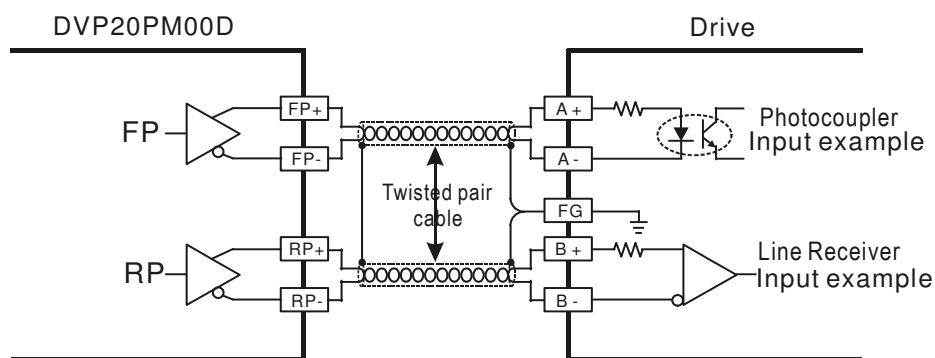 DVP20PM00D
Drive
FP
FP+
FP-
A+
A-
Photocoupler
Input example
Twisted pair
cable
FG
RP
RP+
RP-
B+
B-
Line Receiver
Input example